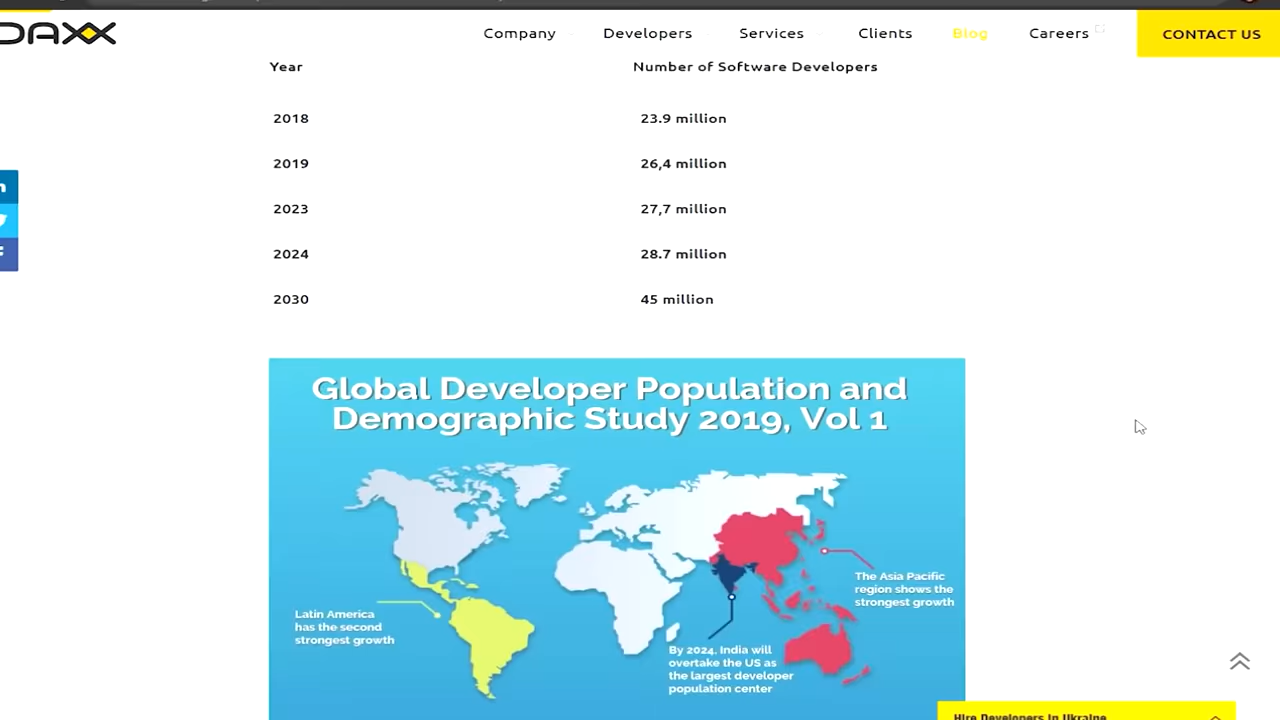 DAXX
Company
Developers
Services
Clients
Blog
Careers
CONTACT US
Year Number of Software Developers
2018 23.9 million
2019 26,4 million
2023 27,7 million
2024 28.7 million
2030 45 million
Global Developer Population and
Demographic Study 2019, Vol 1
The Asia Pacific
region shows the
strongest growth
Latin America
has the second
strongest growth
By 2024, India will
overtake the US as
the largest developer
population center
Hire Developers in Ukraine